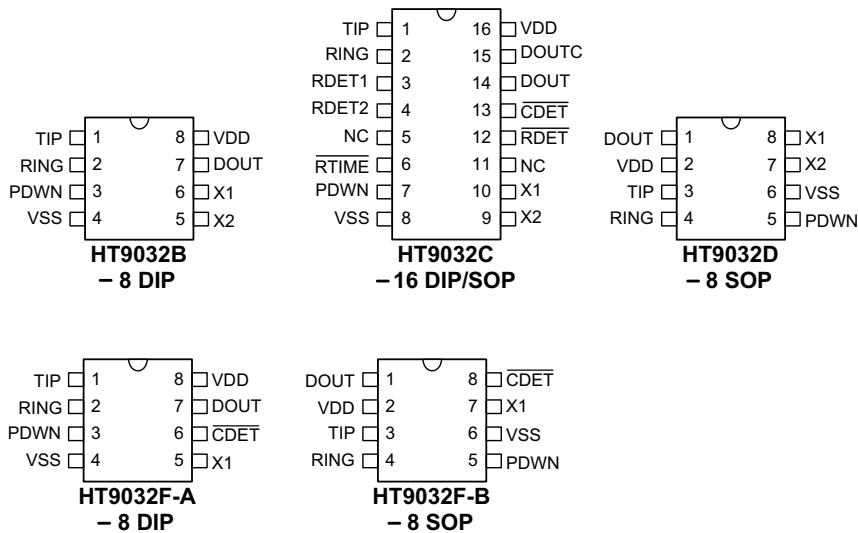 TIP 1 8 VDD
RING 2 7 DOUT
PDWN 3 6 X1
VSS 4 5 X2
HT9032B
– 8 DIP
TIP 1 16 VDD
RING 2 15 DOUTC
RDET1 3 14 DOUT
RDET2 4 13 CDET
NC 5 12 RDET
RTIME 6 11 NC
PDWN 7 10 X1
VSS 8 9 X2
HT9032C
– 16 DIP/SOP
DOUT 1 8 X1
VDD 2 7 X2
TIP 3 6 VSS
RING 4 5 PDWN
HT9032D
– 8 SOP
TIP 1 8 VDD
RING 2 7 DOUT
PDWN 3 6 CDET
VSS 4 5 X1
HT9032F-A
– 8 DIP
DOUT 1 8 CDET
VDD 2 7 X1
TIP 3 6 VSS
RING 4 5 PDWN
HT9032F-B
– 8 SOP